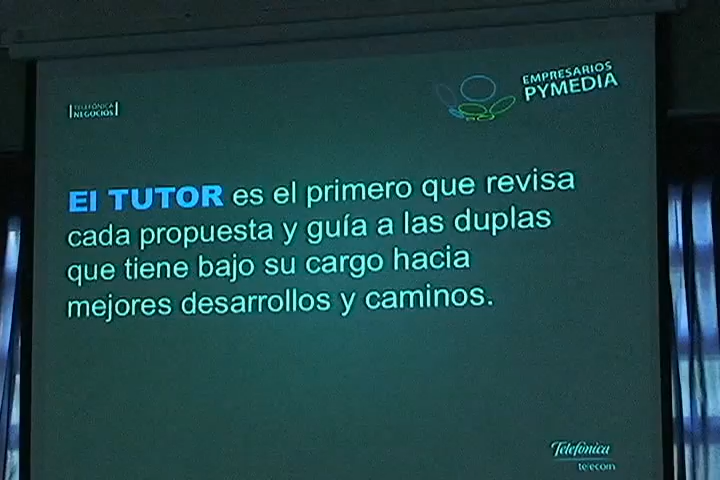 TELEFÓNICA
NEGOCIOS
EMPRESARIOS
PYMEDIA
El TUTOR es el primero que revisa
cada propuesta y guía a las duplas
que tiene bajo su cargo hacia
mejores desarrollos y caminos.
Telefónica
telecom